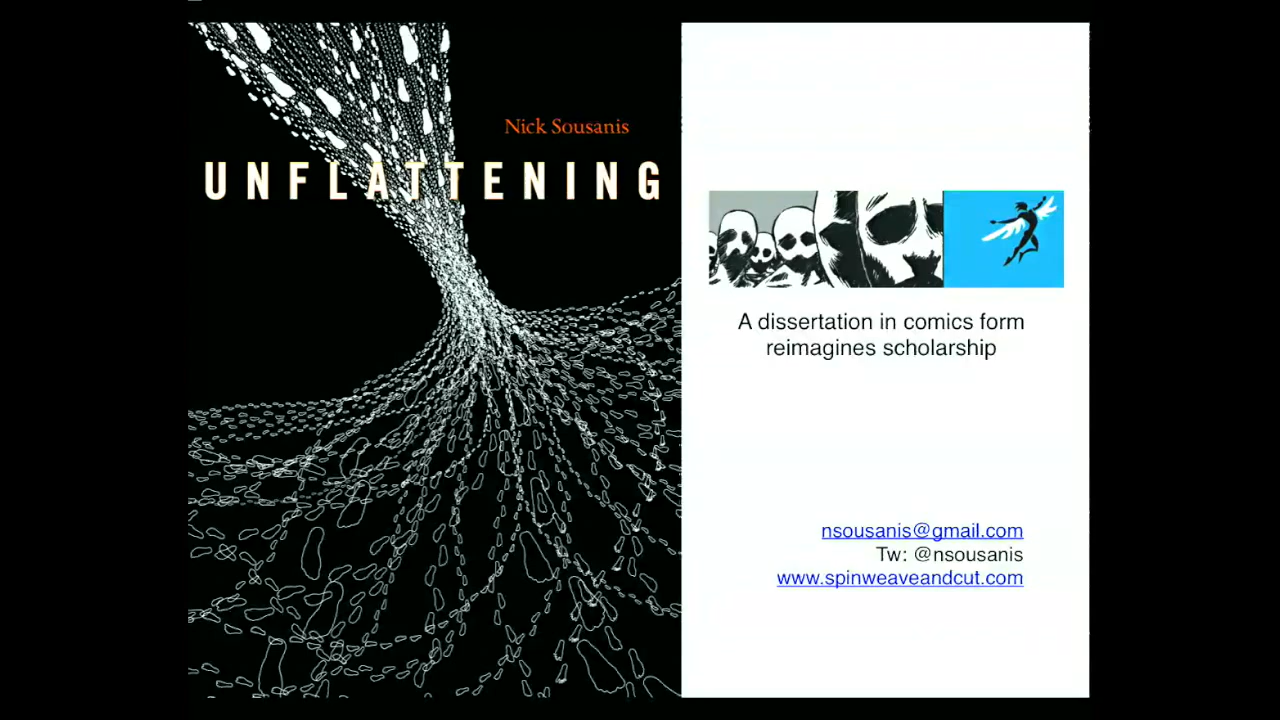 Nick Sousanis
UNFLATTENING
A dissertation in comics form
reimagines scholarship
nsousanis@gmail.com
Tw: @nsousanis
www.spinweaveandcut.com